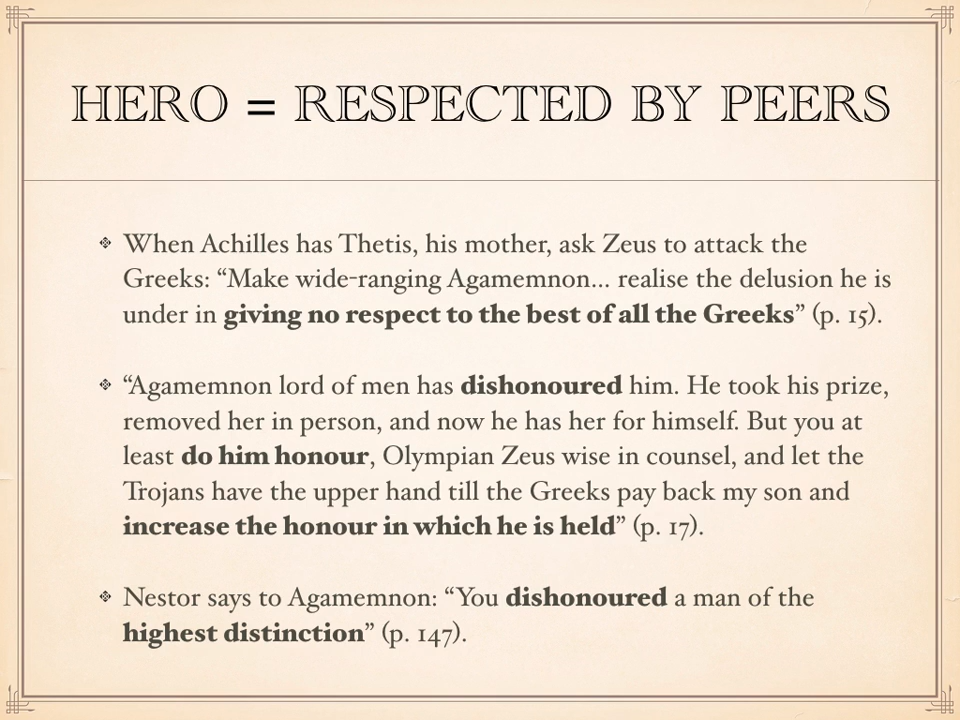 HERO = RESPECTED BY PEERS
When Achilles has Thetis, his mother, ask Zeus to attack the
Greeks: “Make wide-ranging Agamemnon... realise the delusion he is
under in giving no respect to the best of all the Greeks” (p. 15).
“Agamemnon lord of men has dishonoured him. He took his prize,
removed her in person, and now he has her for himself. But you at
least do him honour, Olympian Zeus wise in counsel, and let the
Trojans have the upper hand till the Greeks pay back my son and
increase the honour in which he is held” (p. 17).
Nestor says to Agamemnon: “You dishonoured a man of the
highest distinction” (p. 147).